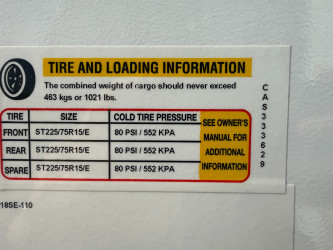 TIRE AND LOADING INFORMATION
The combined weight of cargo should never exceed
463 kgs or 1021 lbs.
TIRE SIZE COLD TIRE PRESSURE SEE OWNER'S MANUAL FOR ADDITIONAL INFORMATION
FRONT ST225/75R15/E 80 PSI / 552 KPA
REAR ST225/75R15/E 80 PSI / 552 KPA
SPARE ST225/75R15/E 80 PSI / 552 KPA
CAS333629
18SE-110